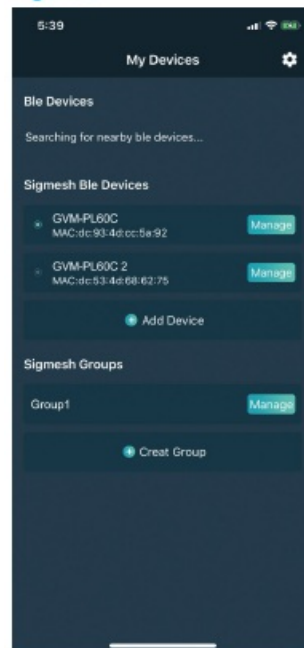 5:39
My Devices
Ble Devices
Searching for nearby ble devices...
Sigmesh Ble Devices
GVM-PL60C
MAC:dc:93:4d:cc:5a:92
Manage
GVM-PL60C 2
MAC:dc:53:4d:68:62:75
Manage
Add Device
Sigmesh Groups
Group1
Manage
Creat Group